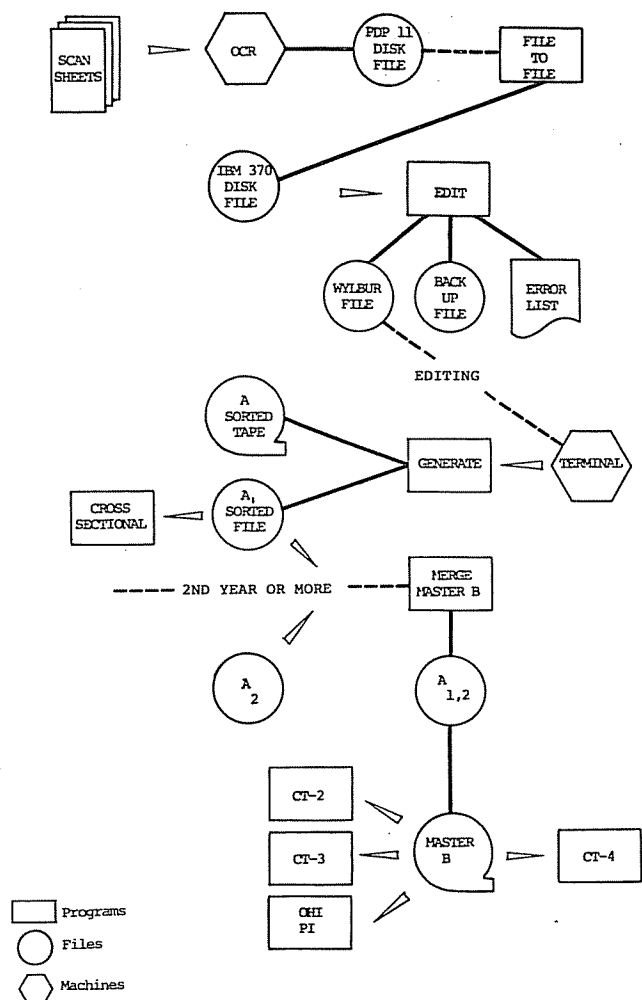 SCAN
SHEETS
OCR
PDP 11
DISK
FILE
FILE
TO
FILE
IBM 370
DISK
FILE
EDIT
WYLBUR
FILE
BACK
UP
FILE
ERROR
LIST
EDITING
A
SORTED
TAPE
GENERATE
TERMINAL
CROSS
SECTIONAL
A1
SORTED
FILE
2ND YEAR OR MORE
MERGE
MASTER B
A
2
A
1,2
CT-2
CT-3
OHI
PI
MASTER
B
CT-4
Programs
Files
Machines